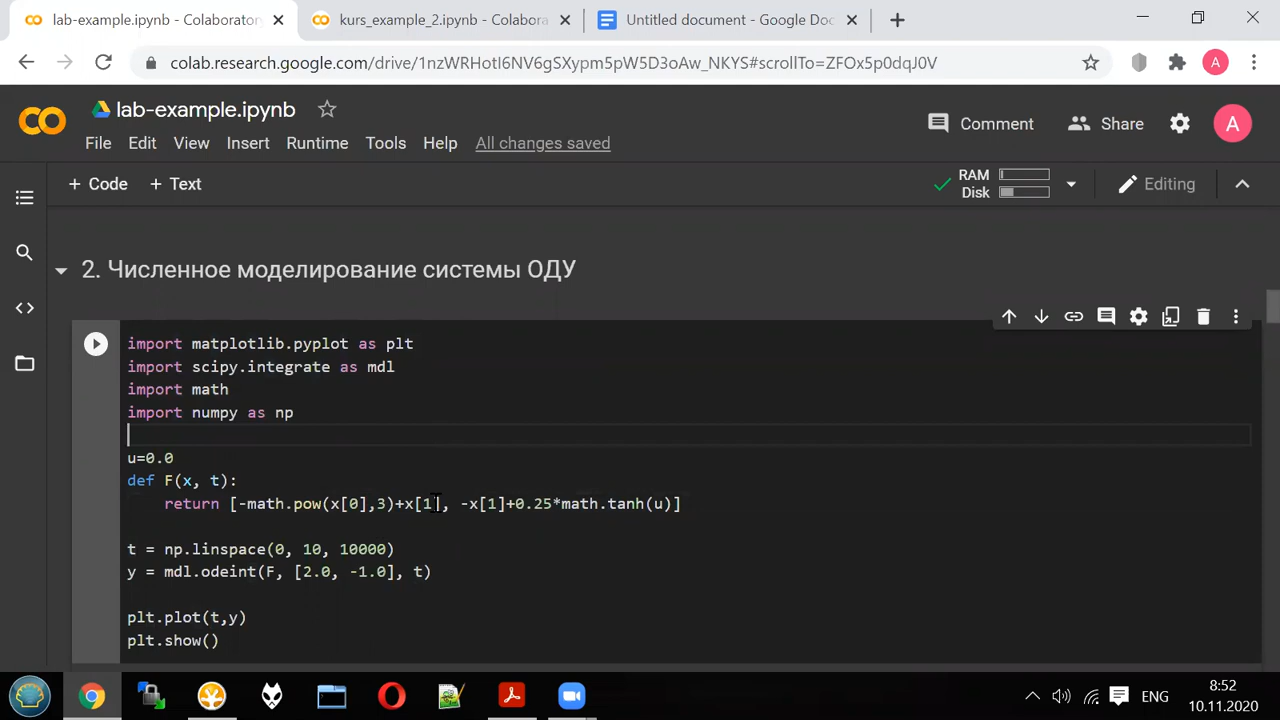 lab-example.ipynb - Colaboratory
kurs_example_2.ipynb - Colabora
Untitled document - Google Doc
colab.research.google.com/drive/1nzWRHotI6NV6gSXypm5pW5D3oAw_NKYS#scrollTo=ZFOx5p0dqJ0V
A
CO
lab-example.ipynb
Comment
Share
A
File Edit View Insert Runtime Tools Help All changes saved
+ Code + Text
RAM
Disk
Editing
2. Численное моделирование системы ОДУ
import matplotlib.pyplot as plt
import scipy.integrate as mdl
import math
import numpy as np
u=0.0
def F(x, t):
return [-math.pow(x[0],3)+x[1], -x[1]+0.25*math.tanh(u)]
t = np.linspace(0, 10, 10000)
y = mdl.odeint(F, [2.0, -1.0], t)
plt.plot(t,y)
plt.show()
ENG
8:52
10.11.2020